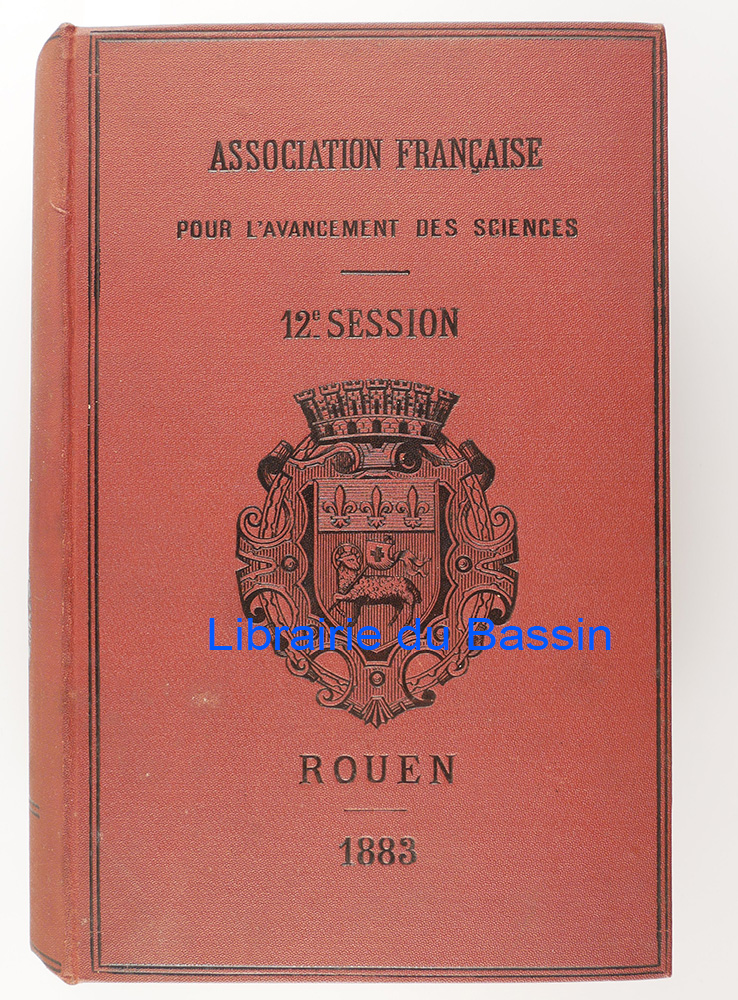 ASSOCIATION FRANÇAISE
POUR L'AVANCEMENT DES SCIENCES
12e SESSION
Librairie du Bassin
ROUEN
1883